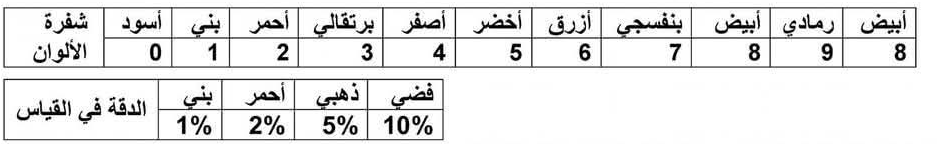 أبيض رمادي أبيض بنفسجي أزرق أخضر أصفر برتقالي أحمر بني أسود شفرة
8 9 8 7 6 5 4 3 2 1 0 الألوان
فضي ذهبي أحمر بني الدقة في القياس
10% 5% 2% 1%